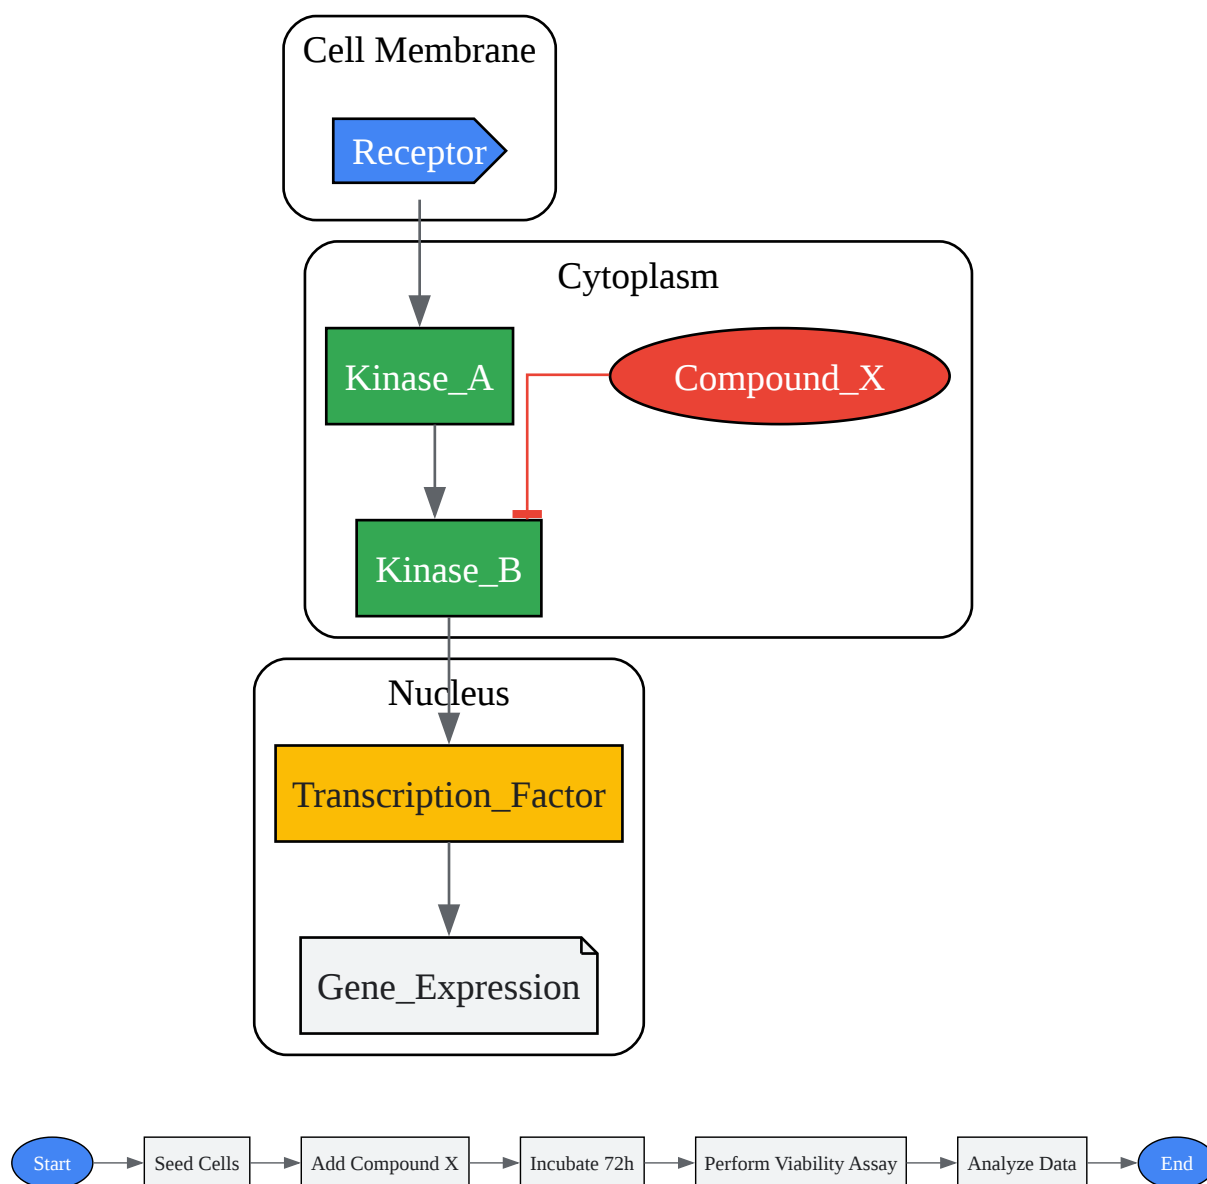 Cell Membrane
Receptor
Cytoplasm
Kinase_A
Compound_X
Kinase_B
Nucleus
Transcription_Factor
Gene_Expression
Start
Seed Cells
Add Compound X
Incubate 72h
Perform Viability Assay
Analyze Data
End